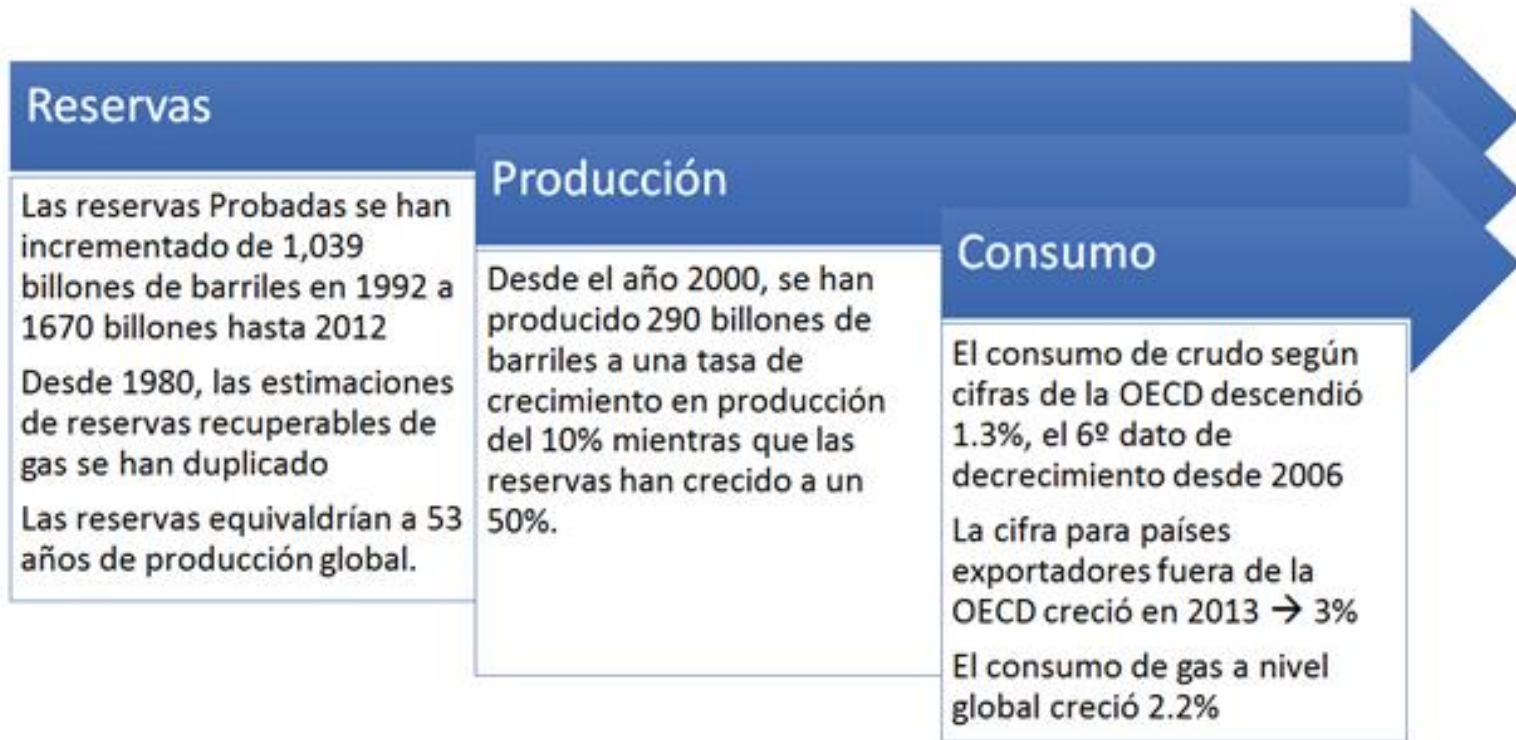 Reservas
Las reservas Probadas se han
incrementado de 1,039
billones de barriles en 1992 a
1670 billones hasta 2012
Desde 1980, las estimaciones
de reservas recuperables de
gas se han duplicado
Las reservas equivaldrían a 53
años de producción global.
Producción
Desde el año 2000, se han
producido 290 billones de
barriles a una tasa de
crecimiento en producción
del 10% mientras que las
reservas han crecido a un
50%.
Consumo
El consumo de crudo según
cifras de la OECD descendió
1.3%, el 6º dato de
decrecimiento desde 2006
La cifra para países
exportadores fuera de la
OECD creció en 2013 → 3%
El consumo de gas a nivel
global creció 2.2%